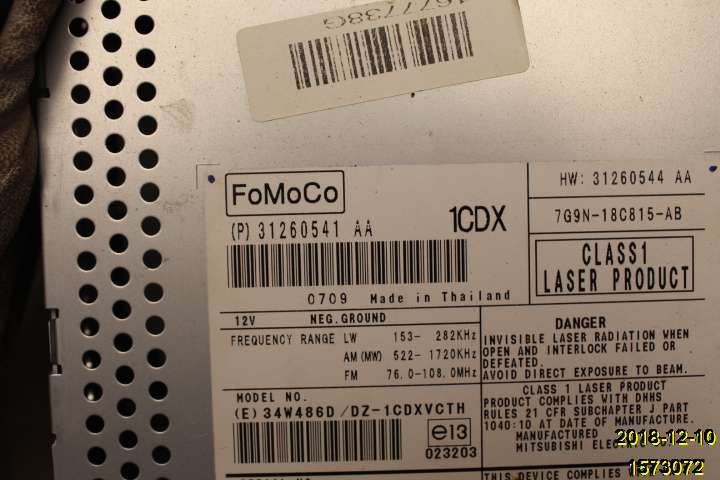 1677738G
FoMoCo
(P) 31260541 AA
1CDX
HW: 31260544 AA
7G9N-18C815-AB
CLASS1
LASER PRODUCT
0709 Made in Thailand
12V NEG.GROUND
FREQUENCY RANGE LW 153- 282KHz
AM(MW) 522- 1720KHz
FM 76.0-108.0MHz
MODEL NO.
(E) 34W486D/DZ-1CDXVCTH
e13
023203
DANGER
INVISIBLE LASER RADIATION WHEN
OPEN AND INTERLOCK FAILED OR
DEFEATED.
AVOID DIRECT EXPOSURE TO BEAM.
CLASS 1 LASER PRODUCT
PRODUCT COMPLIES WITH DHHS
RULES 21 CFR SUBCHAPTER J PART
1040:10 AT DATE OF MANUFACTURE.
MANUFACTURED
MITSUBISHI
THIS DEVICE COMPLIES
2018-12-10
1573072